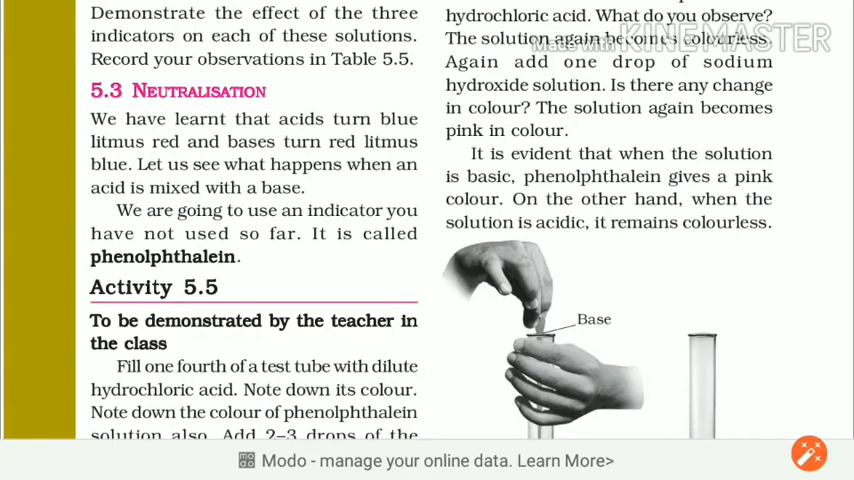 Demonstrate the effect of the three
indicators on each of these solutions.
Record your observations in Table 5.5.
5.3 NEUTRALISATION
We have learnt that acids turn blue
litmus red and bases turn red litmus
blue. Let us see what happens when an
acid is mixed with a base.
We are going to use an indicator you
have not used so far. It is called
phenolphthalein.
Activity 5.5
To be demonstrated by the teacher in
the class
Fill one fourth of a test tube with dilute
hydrochloric acid. Note down its colour.
Note down the colour of phenolphthalein
solution also. Add 2–3 drops of the
hydrochloric acid. What do you observe?
The solution again becomes colourless.
Made with KINEMASTER
Again add one drop of sodium
hydroxide solution. Is there any change
in colour? The solution again becomes
pink in colour.
It is evident that when the solution
is basic, phenolphthalein gives a pink
colour. On the other hand, when the
solution is acidic, it remains colourless.
Base
Modo - manage your online data. Learn More>